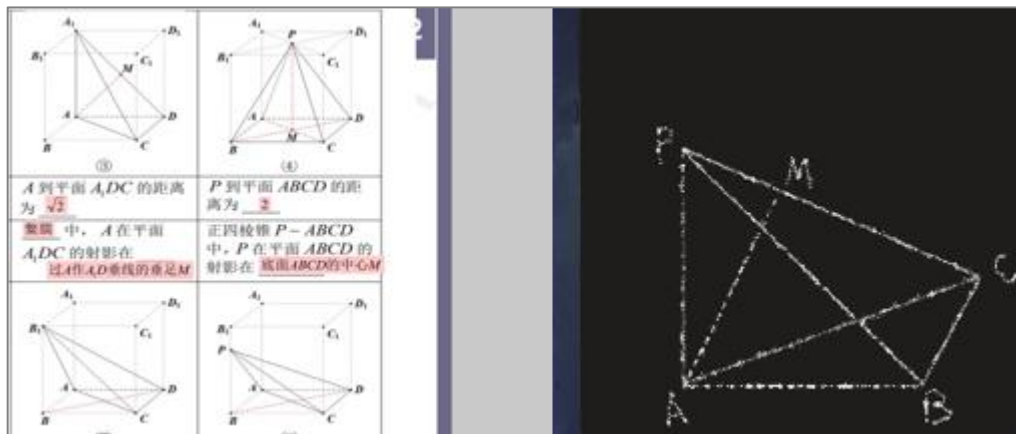 A₁
D₁
B₁
C₁
M
A
D
B
C
③
A₁
D₁
B₁
P
C₁
A
D
M
B
C
④
A 到平面 A₁DC 的距离
为 √2
P 到平面 ABCD 的距
离为 2
鳖臑 中，A 在平面
A₁DC 的射影在
过A作A₁D垂线的垂足M
正四棱锥 P－ABCD
中，P 在平面 ABCD 的
射影在 底面ABCD的中心M
A₁
D₁
B₁
C₁
A
D
B
C
A₁
D₁
B₁
C₁
P
A
D
B
C
2
P
M
C
A
B